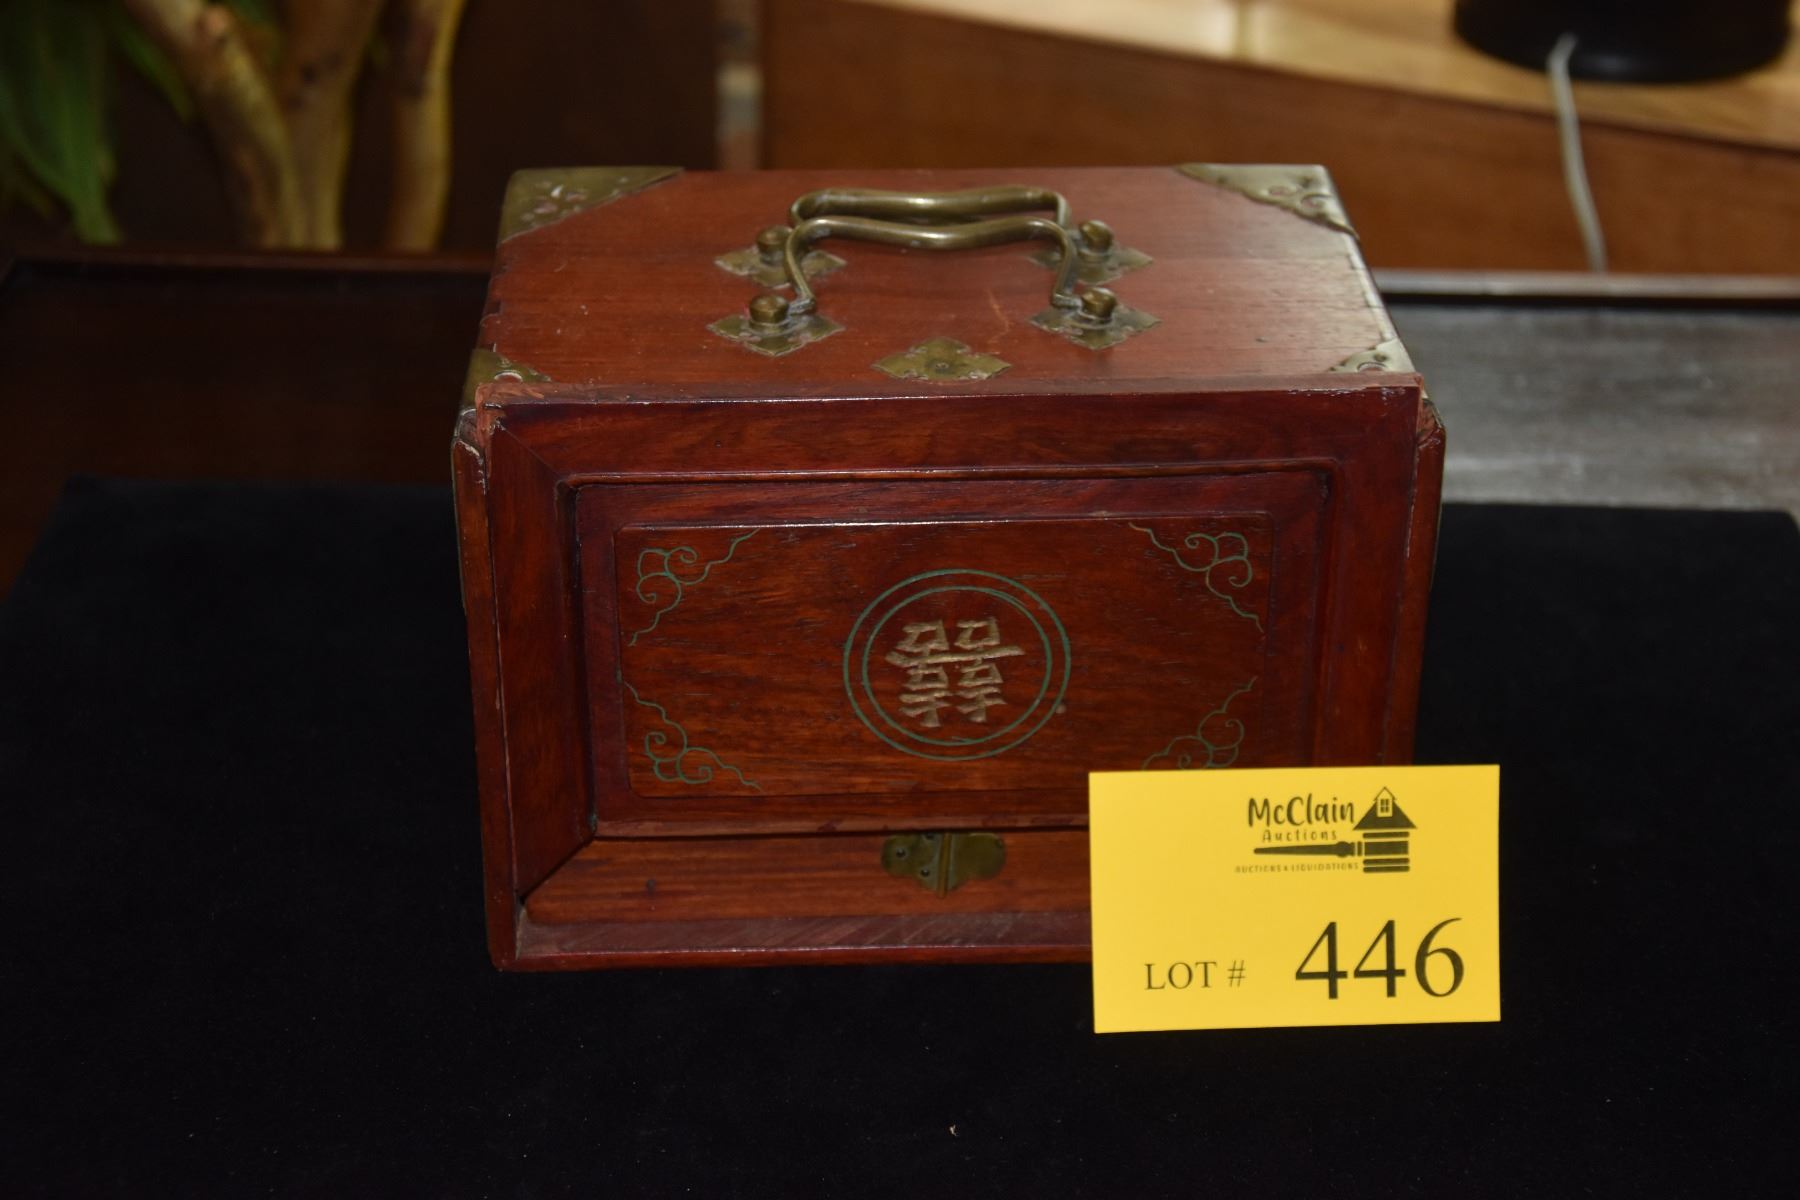 囍
McClain
Auctions
AUCTIONS & LIQUIDATIONS
LOT # 446